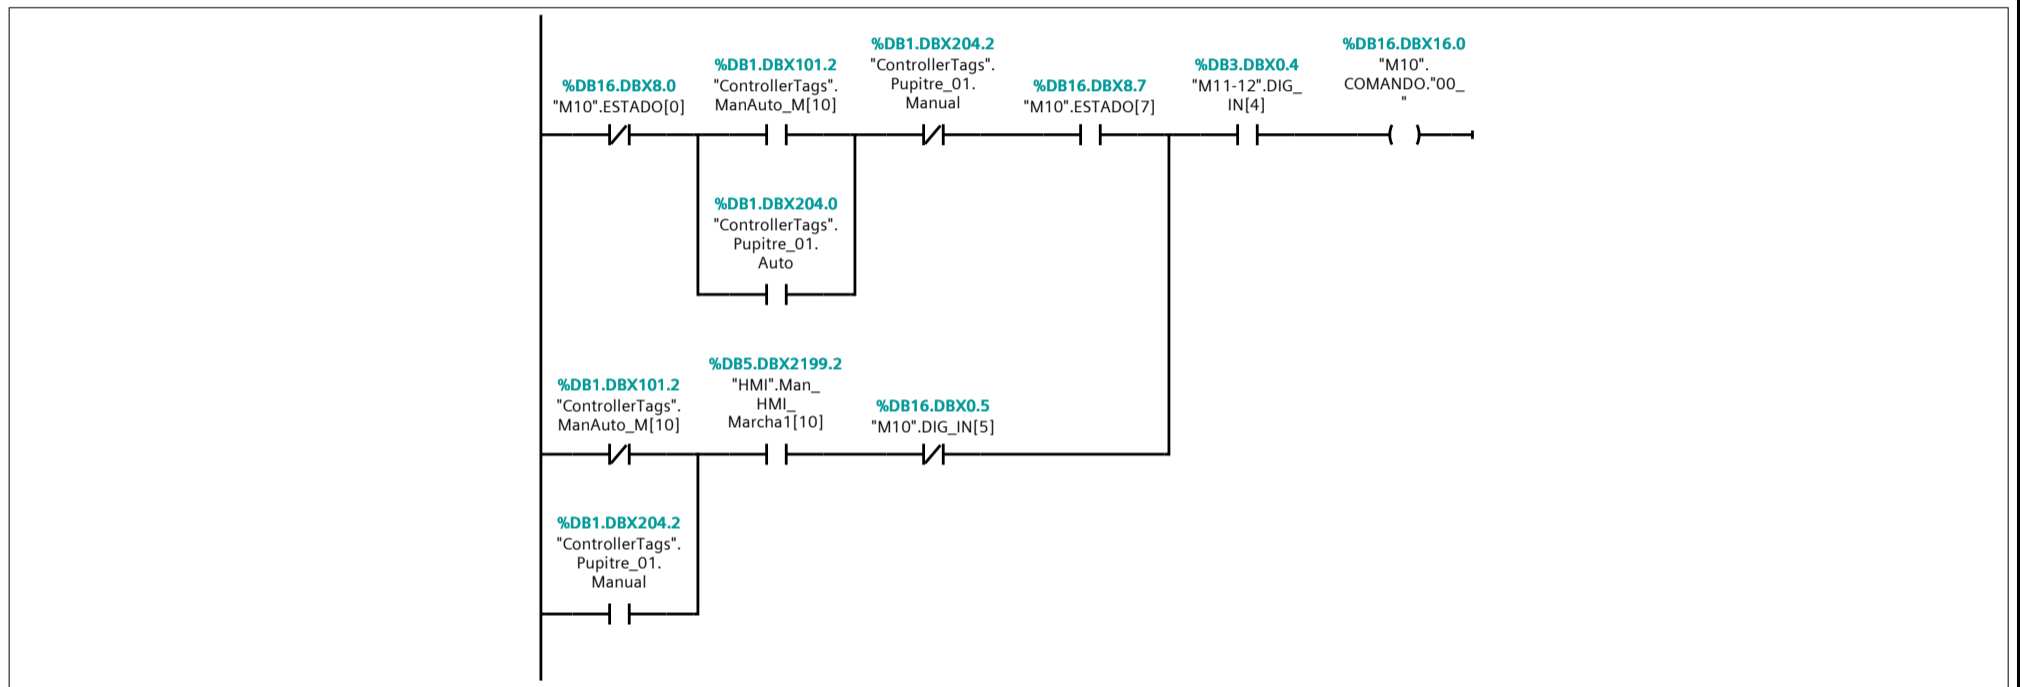 %DB16.DBX8.0
"M10".ESTADO[0]
%DB1.DBX101.2
"ControllerTags".
ManAuto_M[10]
%DB1.DBX204.2
"ControllerTags".
Pupitre_01.
Manual
%DB16.DBX8.7
"M10".ESTADO[7]
%DB3.DBX0.4
"M11-12".DIG_
IN[4]
%DB16.DBX16.0
"M10".
COMANDO."00_
"
%DB1.DBX204.0
"ControllerTags".
Pupitre_01.
Auto
%DB1.DBX101.2
"ControllerTags".
ManAuto_M[10]
%DB5.DBX2199.2
"HMI".Man_
HMI_
Marcha1[10]
%DB16.DBX0.5
"M10".DIG_IN[5]
%DB1.DBX204.2
"ControllerTags".
Pupitre_01.
Manual